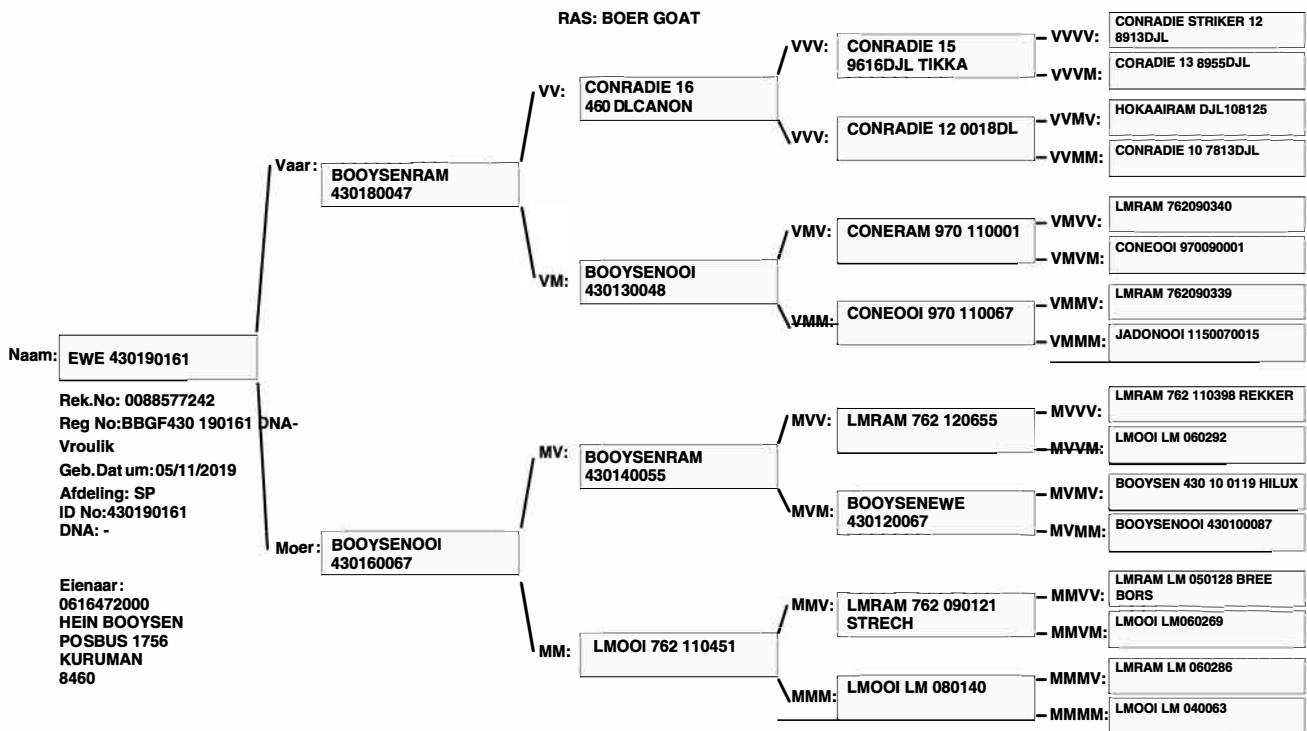 RAS: BOER GOAT
Naam:
EWE 430190161
Rek.No: 0088577242
Reg No:BBGF430 190161 DNA-
Vroulik
Geb.Dat um:05/11/2019
Afdeling: SP
ID No:430190161
DNA: -
Eienaar:
0616472000
HEIN BOOYSEN
POSBUS 1756
KURUMAN
8460
Vaar:
BOOYSENRAM
430180047
Moer:
BOOYSENOOI
430160067
VV:
CONRADIE 16
460 DLCANON
VM:
BOOYSENOOI
430130048
MV:
BOOYSENRAM
430140055
MM:
LMOOI 762 110451
VVV:
CONRADIE 15
9616DJL TIKKA
VVV:
CONRADIE 12 0018DL
VMV:
CONERAM 970 110001
VMM:
CONEOOI 970 110067
MVV:
LMRAM 762 120655
MVM:
BOOYSENEWE
430120067
MMV:
LMRAM 762 090121
STRECH
MMM:
LMOOI LM 080140
VVVV:
CONRADIE STRIKER 12
8913DJL
VVVM:
CORADIE 13 8955DJL
VVMV:
HOKAAIRAM DJL108125
VVMM:
CONRADIE 10 7813DJL
VMVV:
LMRAM 762090340
VMVM:
CONEOOI 970090001
VMMV:
LMRAM 762090339
VMMM:
JADONOOI 1150070015
MVVV:
LMRAM 762 110398 REKKER
MVVM:
LMOOI LM 060292
MVMV:
BOOYSEN 430 10 0119 HILUX
MVMM:
BOOYSENOOI 430100087
MMVV:
LMRAM LM 050128 BREE
BORS
MMVM:
LMOOI LM060269
MMMV:
LMRAM LM 060286
MMMM:
LMOOI LM 040063